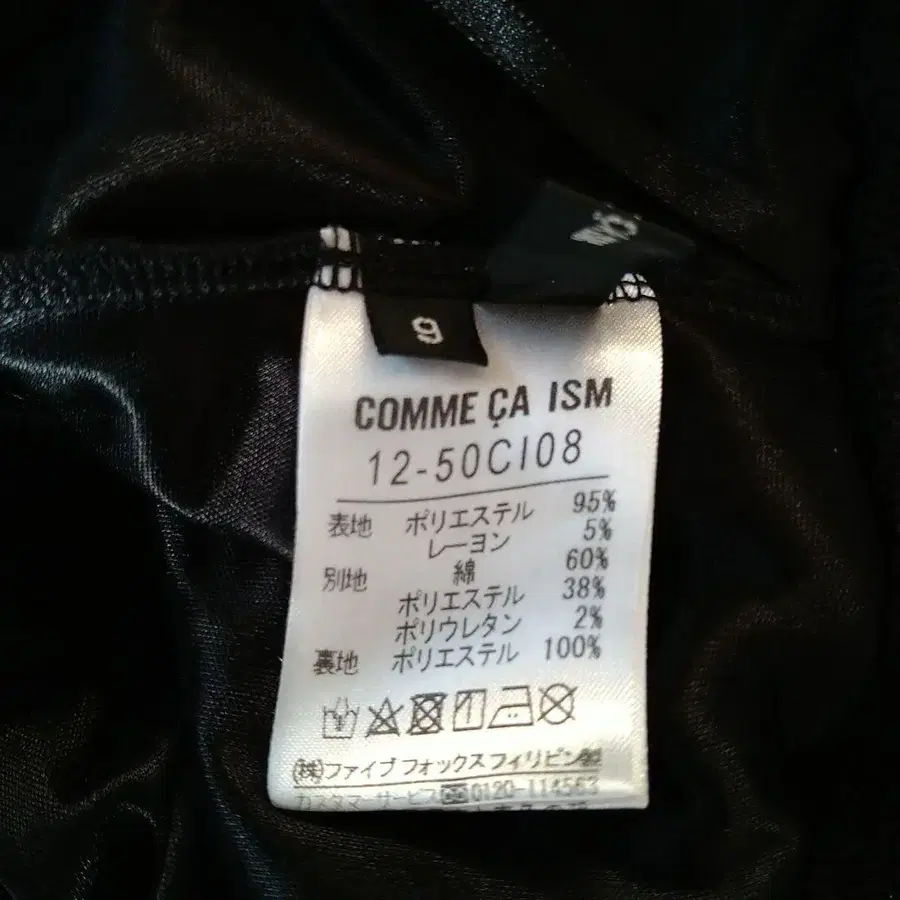 9
COMME ÇA ISM
12-50CI08
表地 ポリエステル 95%
レーヨン 5%
別地 綿 60%
ポリエステル 38%
ポリウレタン 2%
裏地 ポリエステル 100%
(株)ファイブフォックスフィリピン製
カスタマーサービス 0120-114563